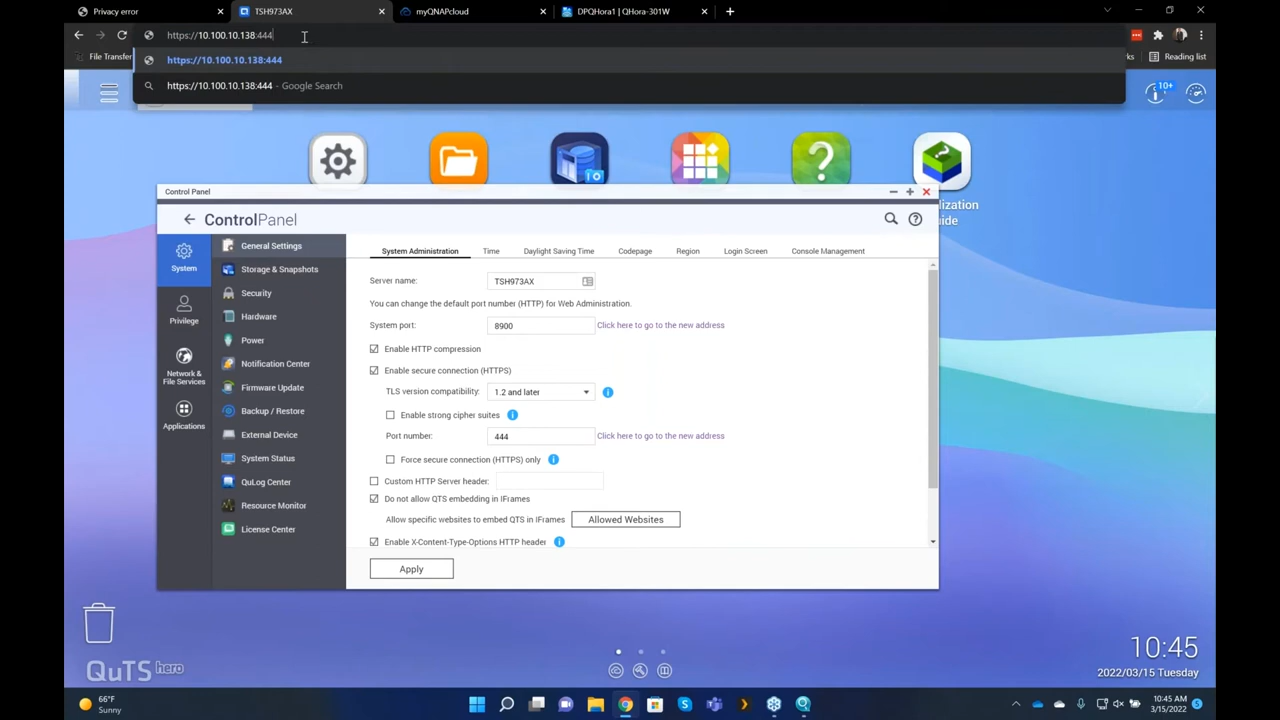 Privacy error
TSH973AX
myQNAPcloud
DPQHora1 | QHora-301W
https://10.100.10.138:444
File Transfer
https://10.100.10.138:444
Reading list
https://10.100.10.138:444 - Google Search
10+
Control Panel
ControlPanel
System
Privilege
Network &
File Services
Applications
General Settings
Storage & Snapshots
Security
Hardware
Power
Notification Center
Firmware Update
Backup / Restore
External Device
System Status
QuLog Center
Resource Monitor
License Center
System Administration
Time
Daylight Saving Time
Codepage
Region
Login Screen
Console Management
Server name:
TSH973AX
You can change the default port number (HTTP) for Web Administration.
System port:
8900
Click here to go to the new address
Enable HTTP compression
Enable secure connection (HTTPS)
TLS version compatibility:
1.2 and later
Enable strong cipher suites
Port number:
444
Click here to go to the new address
Force secure connection (HTTPS) only
Custom HTTP Server header:
Do not allow QTS embedding in IFrames
Allow specific websites to embed QTS in IFrames
Allowed Websites
Enable X-Content-Type-Options HTTP header
Apply
QuTS hero
10:45
2022/03/15 Tuesday
66°F
Sunny
10:45 AM
3/15/2022